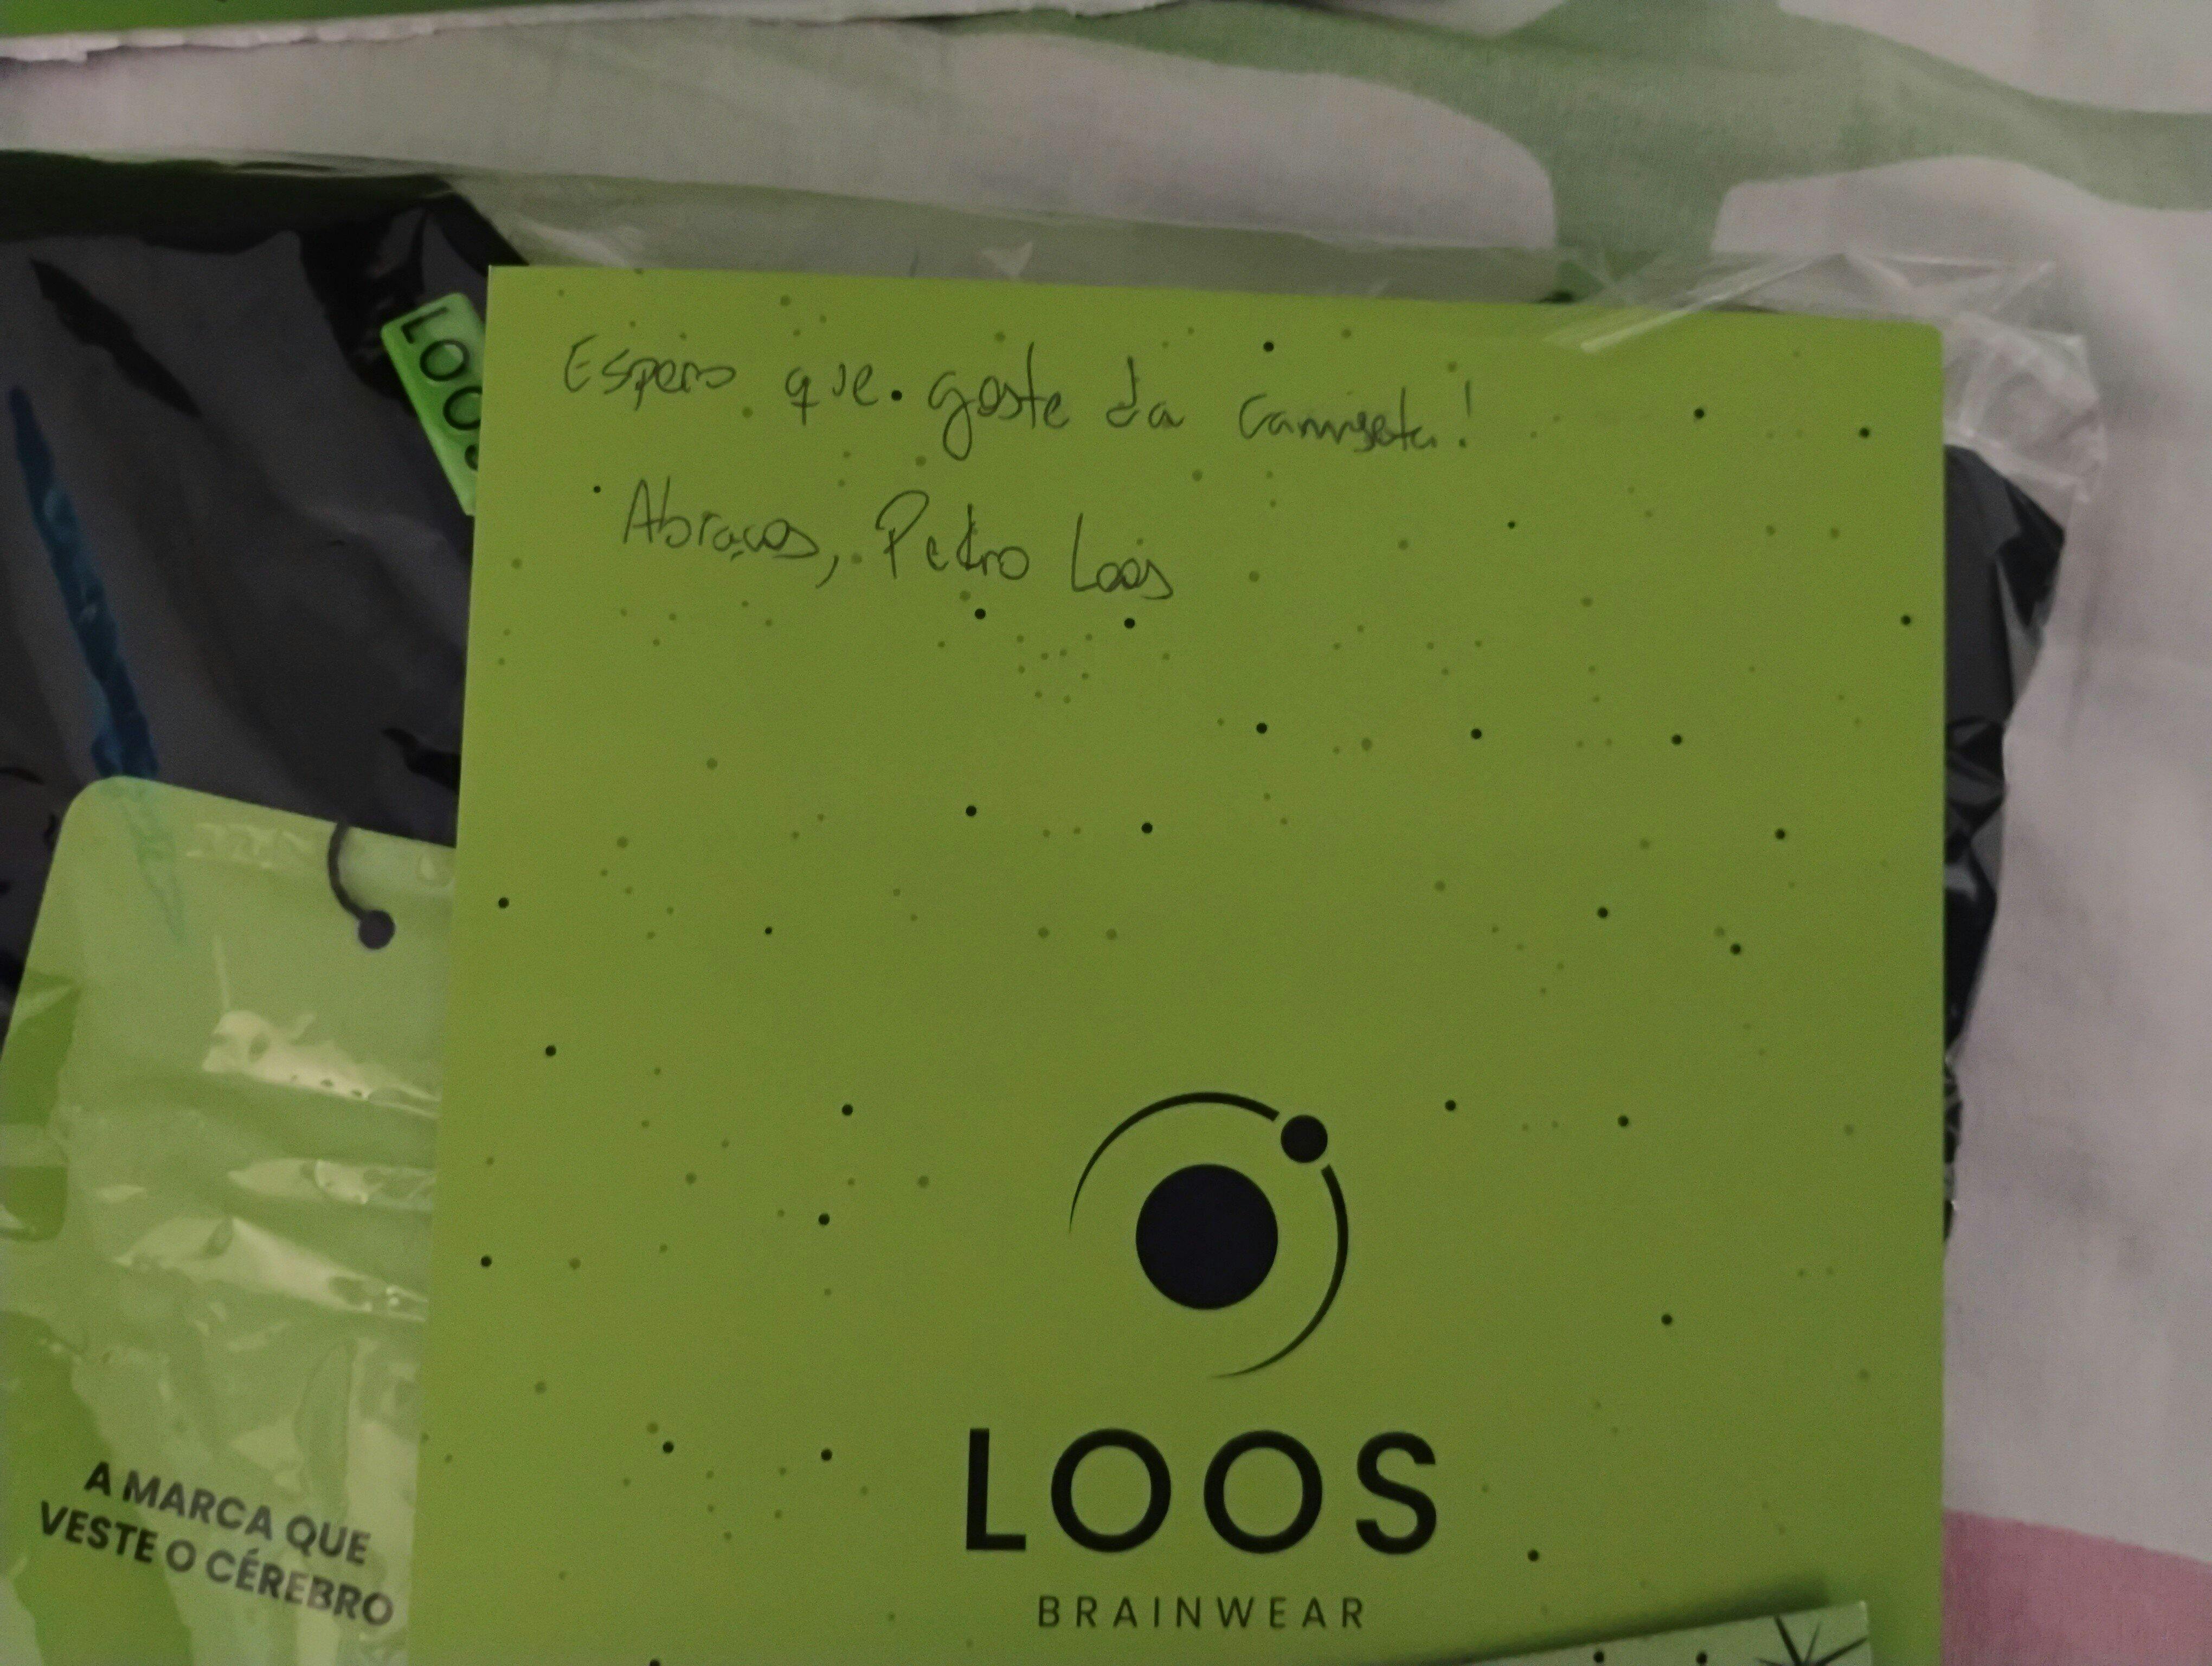 LOOS
Espero que goste da camiseta!
Abraços, Pedro Loos
LOOS
BRAINWEAR
A MARCA QUE
VESTE O CÉREBRO